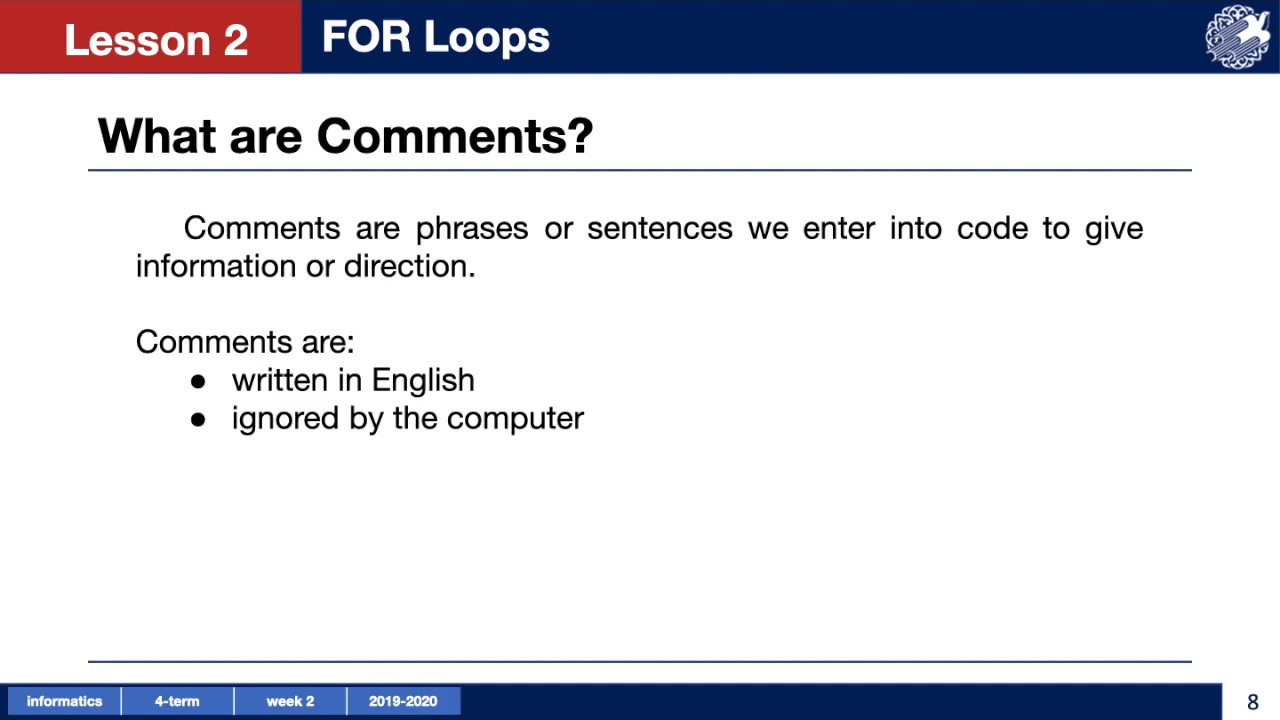 Lesson 2
FOR Loops
What are Comments?
Comments are phrases or sentences we enter into code to give
information or direction.
Comments are:
● written in English
● ignored by the computer
informatics
4-term
week 2
2019-2020
8